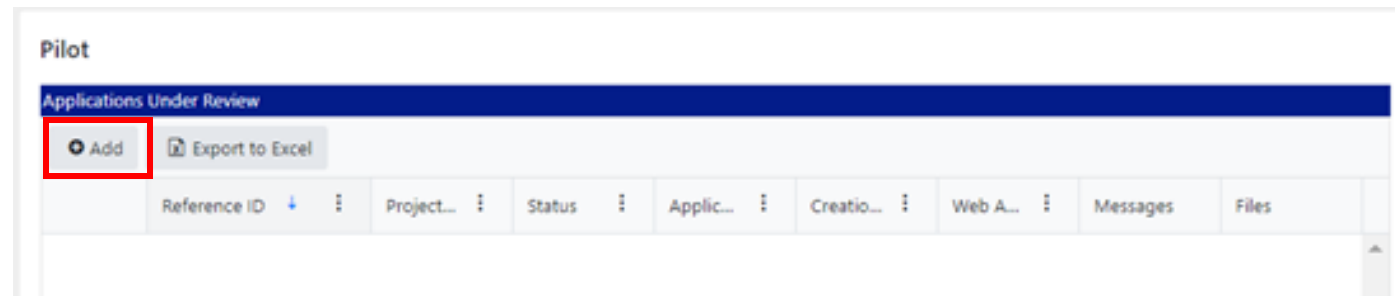 Pilot
Applications Under Review
Add Export to Excel
Reference ID Project... Status Applic... Creatio... Web A... Messages Files